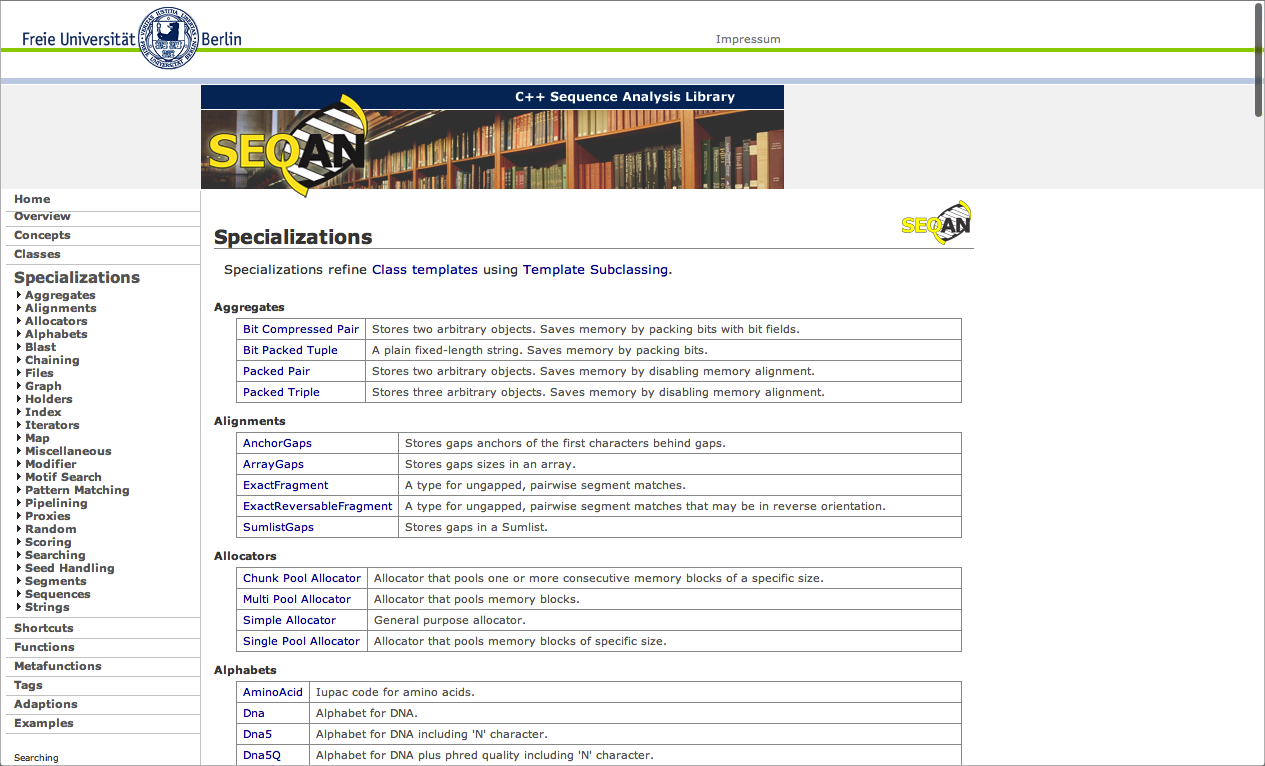 Freie Universität Berlin
Impressum
C++ Sequence Analysis Library
SEQAN
Home
Overview
Concepts
Classes
Specializations
Aggregates
Alignments
Allocators
Alphabets
Blast
Chaining
Files
Graph
Holders
Index
Iterators
Map
Miscellaneous
Modifier
Motif Search
Pattern Matching
Pipelining
Proxies
Random
Scoring
Searching
Seed Handling
Segments
Sequences
Strings
Shortcuts
Functions
Metafunctions
Tags
Adaptions
Examples
Searching
SEQAN
Specializations
Specializations refine Class templates using Template Subclassing.
Aggregates
Bit Compressed Pair Stores two arbitrary objects. Saves memory by packing bits with bit fields.
Bit Packed Tuple A plain fixed-length string. Saves memory by packing bits.
Packed Pair Stores two arbitrary objects. Saves memory by disabling memory alignment.
Packed Triple Stores three arbitrary objects. Saves memory by disabling memory alignment.
Alignments
AnchorGaps Stores gaps anchors of the first characters behind gaps.
ArrayGaps Stores gaps sizes in an array.
ExactFragment A type for ungapped, pairwise segment matches.
ExactReversableFragment A type for ungapped, pairwise segment matches that may be in reverse orientation.
SumlistGaps Stores gaps in a Sumlist.
Allocators
Chunk Pool Allocator Allocator that pools one or more consecutive memory blocks of a specific size.
Multi Pool Allocator Allocator that pools memory blocks.
Simple Allocator General purpose allocator.
Single Pool Allocator Allocator that pools memory blocks of specific size.
Alphabets
AminoAcid Iupac code for amino acids.
Dna Alphabet for DNA.
Dna5 Alphabet for DNA including 'N' character.
Dna5Q Alphabet for DNA plus phred quality including 'N' character.